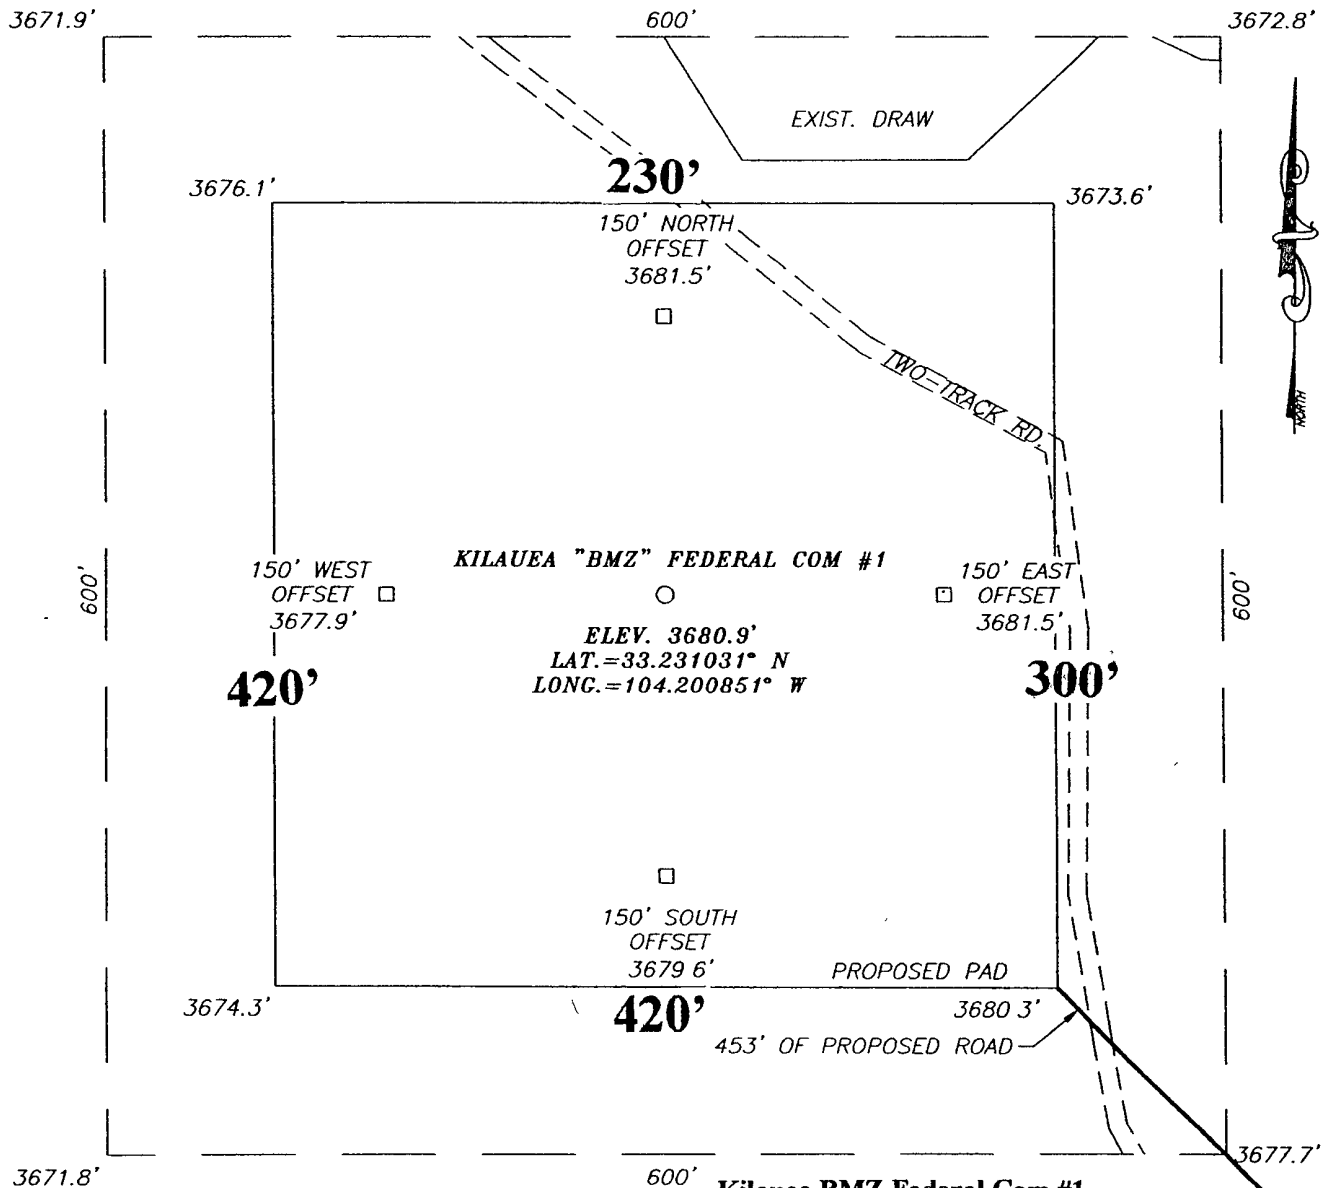 3671.9'
600'
3672.8'
EXIST. DRAW
230'
3676.1'
3673.6'
150' NORTH
OFFSET
3681.5'
NORTH
TWO-TRACK RD.
KILAUEA "BMZ" FEDERAL COM #1
150' WEST
OFFSET
3677.9'
150' EAST
OFFSET
3681.5'
600'
600'
ELEV. 3680.9'
LAT.=33.231031° N
LONG.=104.200851° W
420'
300'
150' SOUTH
OFFSET
3679 6'
PROPOSED PAD
3674.3'
420'
3680 3'
453' OF PROPOSED ROAD
3671.8'
600'
3677.7'
Kilauea BMZ Federal Com #1